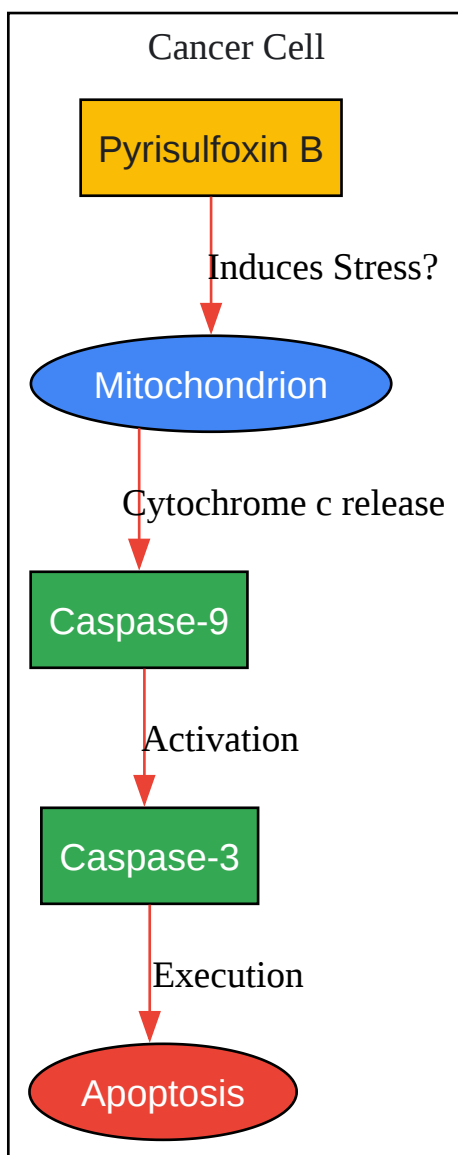 Cancer Cell
Pyrisulfoxin B
Induces Stress?
Mitochondrion
Cytochrome c release
Caspase-9
Activation
Caspase-3
Execution
Apoptosis